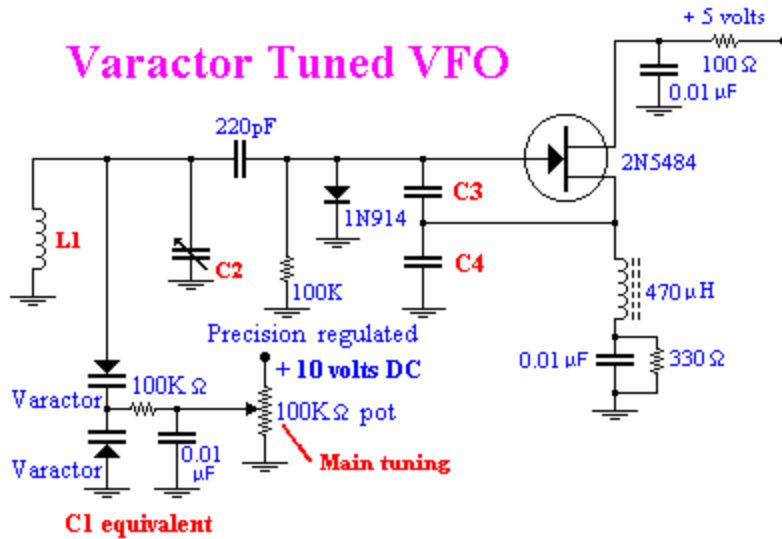 Varactor Tuned VFO
+ 5 volts
100 Ω
0.01 µF
220pF
2N5484
L1
C2
100K
1N914
C3
C4
470 µH
0.01 µF
330 Ω
Precision regulated
+ 10 volts DC
100K Ω
100K Ω pot
Varactor
0.01
µF
Varactor
Main tuning
C1 equivalent